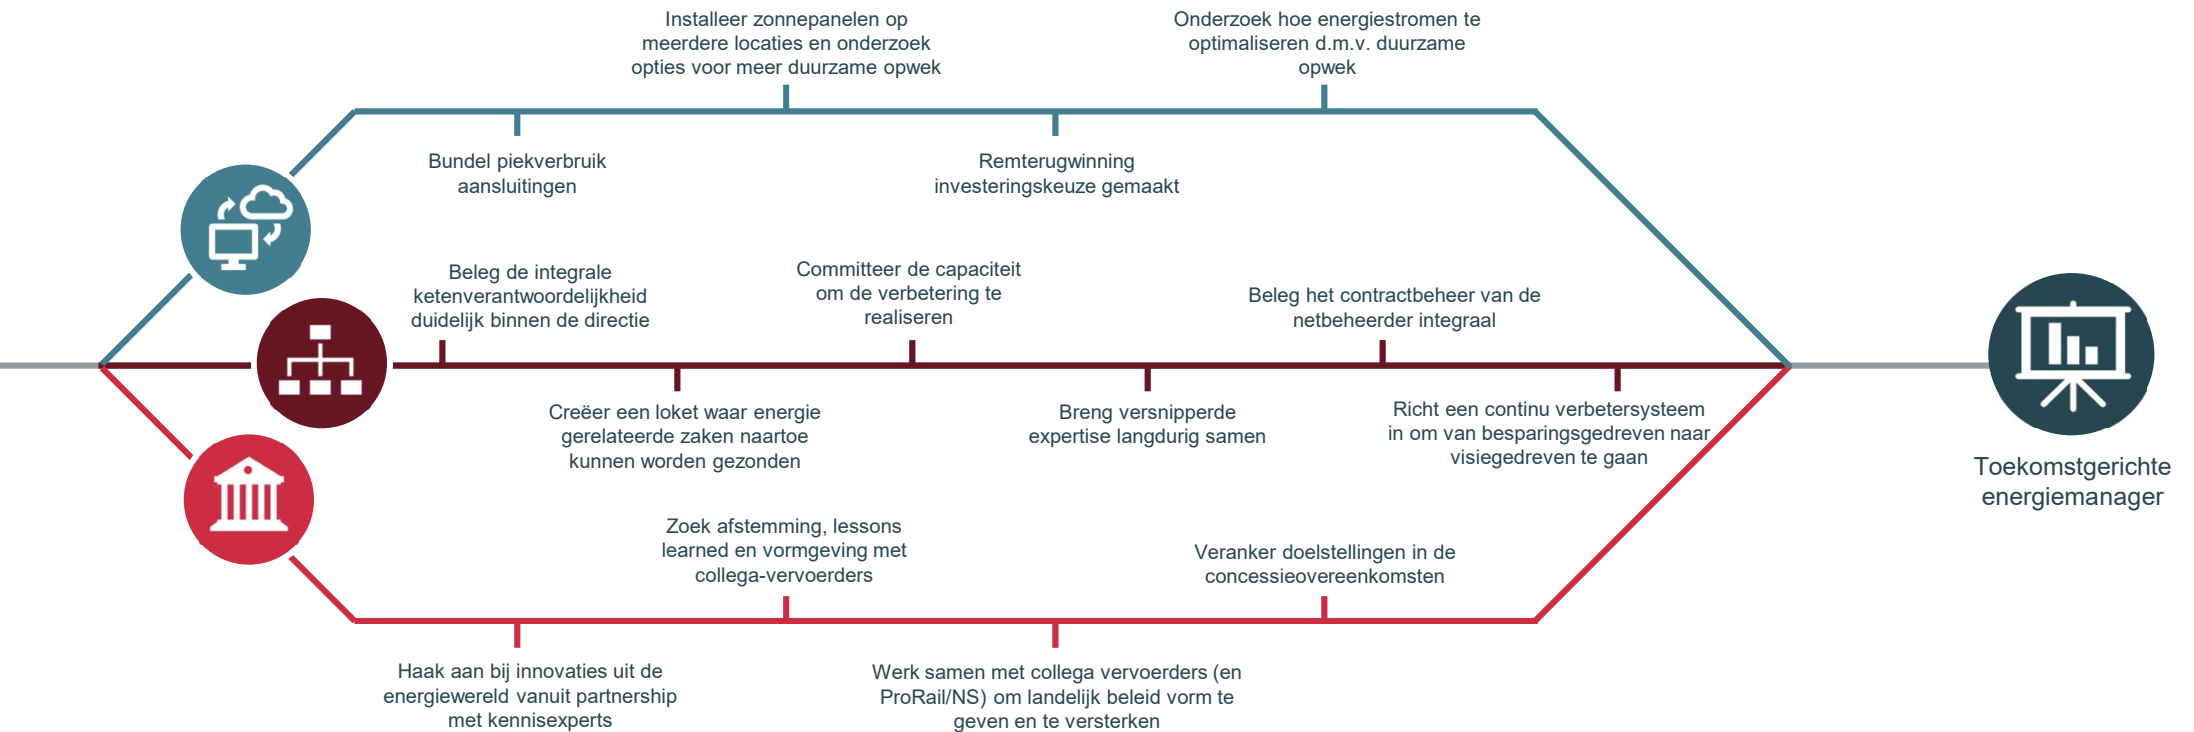 Installeer zonnepanelen op
meerdere locaties en onderzoek
opties voor meer duurzame opwek
Onderzoek hoe energiestromen te
optimaliseren d.m.v. duurzame
opwek
Bundel piekverbruik
aansluitingen
Remterugwinning
investeringskeuze gemaakt
Beleg de integrale
ketenverantwoordelijkheid
duidelijk binnen de directie
Committeer de capaciteit
om de verbetering te
realiseren
Beleg het contractbeheer van de
netbeheerder integraal
Creëer een loket waar energie
gerelateerde zaken naartoe
kunnen worden gezonden
Breng versnipperde
expertise langdurig samen
Richt een continu verbetersysteem
in om van besparingsgedreven naar
visiegedreven te gaan
Toekomstgerichte
energiemanager
Zoek afstemming, lessons
learned en vormgeving met
collega-vervoerders
Veranker doelstellingen in de
concessieovereenkomsten
Haak aan bij innovaties uit de
energiewereld vanuit partnership
met kennisexperts
Werk samen met collega vervoerders (en
ProRail/NS) om landelijk beleid vorm te
geven en te versterken